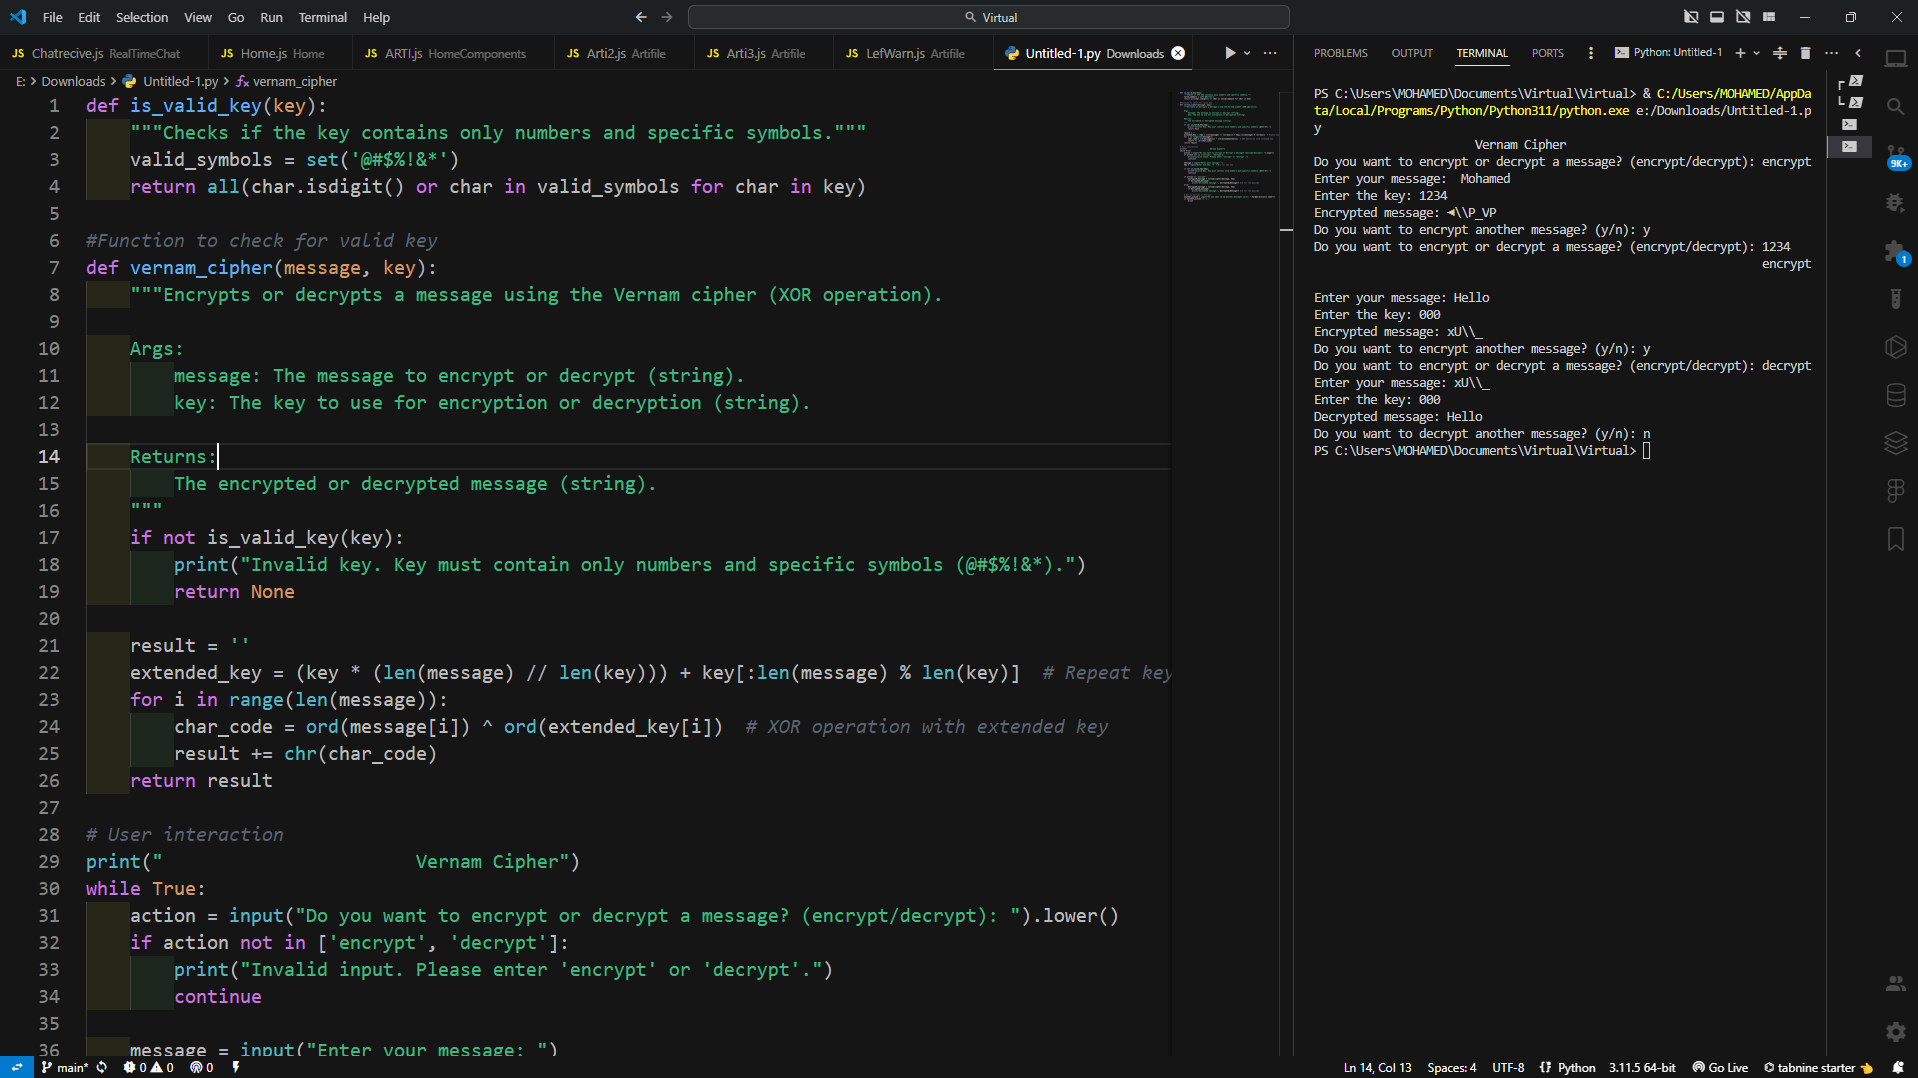 File Edit Selection View Go Run Terminal Help
Virtual
JS Chatrecive.js RealTimeChat JS Home.js Home JS ARTI.js HomeComponents JS Arti2.js Artifile JS Arti3.js Artifile JS LefWarn.js Artifile Untitled-1.py Downloads
E: > Downloads > Untitled-1.py > vernam_cipher
1 def is_valid_key(key):
2 """Checks if the key contains only numbers and specific symbols."""
3 valid_symbols = set('@#$%!&*')
4 return all(char.isdigit() or char in valid_symbols for char in key)
5
6 #Function to check for valid key
7 def vernam_cipher(message, key):
8 """Encrypts or decrypts a message using the Vernam cipher (XOR operation).
9
10 Args:
11 message: The message to encrypt or decrypt (string).
12 key: The key to use for encryption or decryption (string).
13
14 Returns:
15 The encrypted or decrypted message (string).
16 """
17 if not is_valid_key(key):
18 print("Invalid key. Key must contain only numbers and specific symbols (@#$%!&*).")
19 return None
20
21 result = ''
22 extended_key = (key * (len(message) // len(key))) + key[:len(message) % len(key)]  # Repeat key
23 for i in range(len(message)):
24 char_code = ord(message[i]) ^ ord(extended_key[i])  # XOR operation with extended key
25 result += chr(char_code)
26 return result
27
28 # User interaction
29 print("                       Vernam Cipher")
30 while True:
31 action = input("Do you want to encrypt or decrypt a message? (encrypt/decrypt): ").lower()
32 if action not in ['encrypt', 'decrypt']:
33 print("Invalid input. Please enter 'encrypt' or 'decrypt'.")
34 continue
35
36 message = input("Enter your message: ")
PROBLEMS OUTPUT TERMINAL PORTS Python: Untitled-1
PS C:\Users\MOHAMED\Documents\Virtual\Virtual> & C:/Users/MOHAMED/AppDa
ta/Local/Programs/Python/Python311/python.exe e:/Downloads/Untitled-1.p
y
Vernam Cipher
Do you want to encrypt or decrypt a message? (encrypt/decrypt): encrypt
Enter your message:  Mohamed
Enter the key: 1234
Encrypted message: ◄\\P_VP
Do you want to encrypt another message? (y/n): y
Do you want to encrypt or decrypt a message? (encrypt/decrypt): 1234
encrypt
Enter your message: Hello
Enter the key: 000
Encrypted message: xU\\_
Do you want to encrypt another message? (y/n): y
Do you want to encrypt or decrypt a message? (encrypt/decrypt): decrypt
Enter your message: xU\\_
Enter the key: 000
Decrypted message: Hello
Do you want to decrypt another message? (y/n): n
PS C:\Users\MOHAMED\Documents\Virtual\Virtual>
9K+
1
main* 0 0 0
Ln 14, Col 13 Spaces: 4 UTF-8 Python 3.11.5 64-bit Go Live tabnine starter